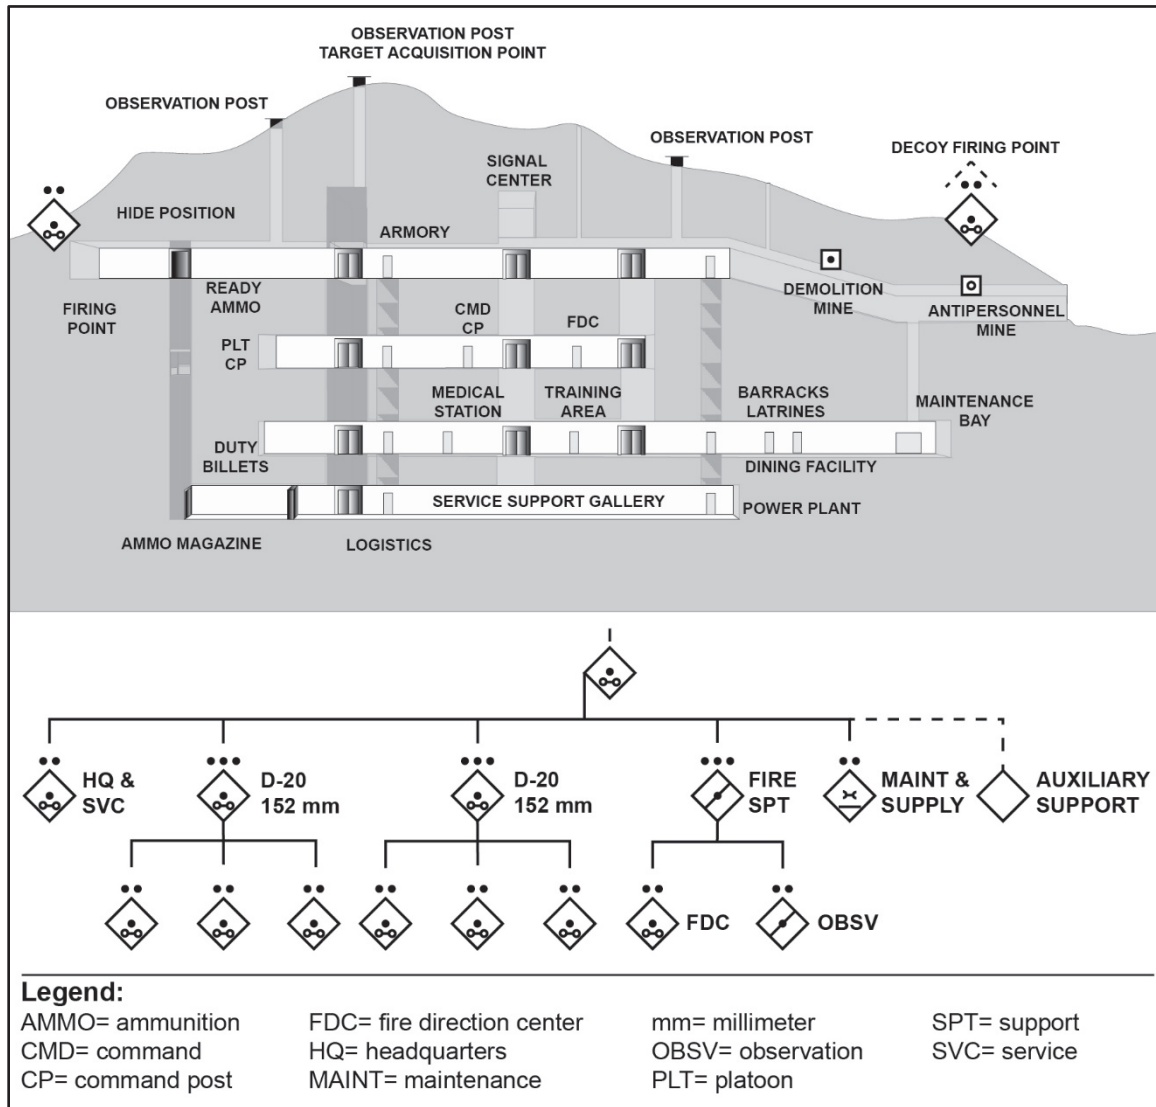 OBSERVATION POST
TARGET ACQUISITION POINT
OBSERVATION POST
OBSERVATION POST
DECOY FIRING POINT
SIGNAL
CENTER
HIDE POSITION
ARMORY
READY
AMMO
FIRING
POINT
CMD
CP
FDC
DEMOLITION
MINE
ANTIPERSONNEL
MINE
PLT
CP
MEDICAL
STATION
TRAINING
AREA
BARRACKS
LATRINES
MAINTENANCE
BAY
DUTY
BILLETS
DINING FACILITY
SERVICE SUPPORT GALLERY
POWER PLANT
AMMO MAGAZINE
LOGISTICS
HQ &
SVC
D-20
152 mm
D-20
152 mm
FIRE
SPT
MAINT &
SUPPLY
AUXILIARY
SUPPORT
FDC
OBSV
Legend:
AMMO= ammunition
CMD= command
CP= command post
FDC= fire direction center
HQ= headquarters
MAINT= maintenance
mm= millimeter
OBSV= observation
PLT= platoon
SPT= support
SVC= service